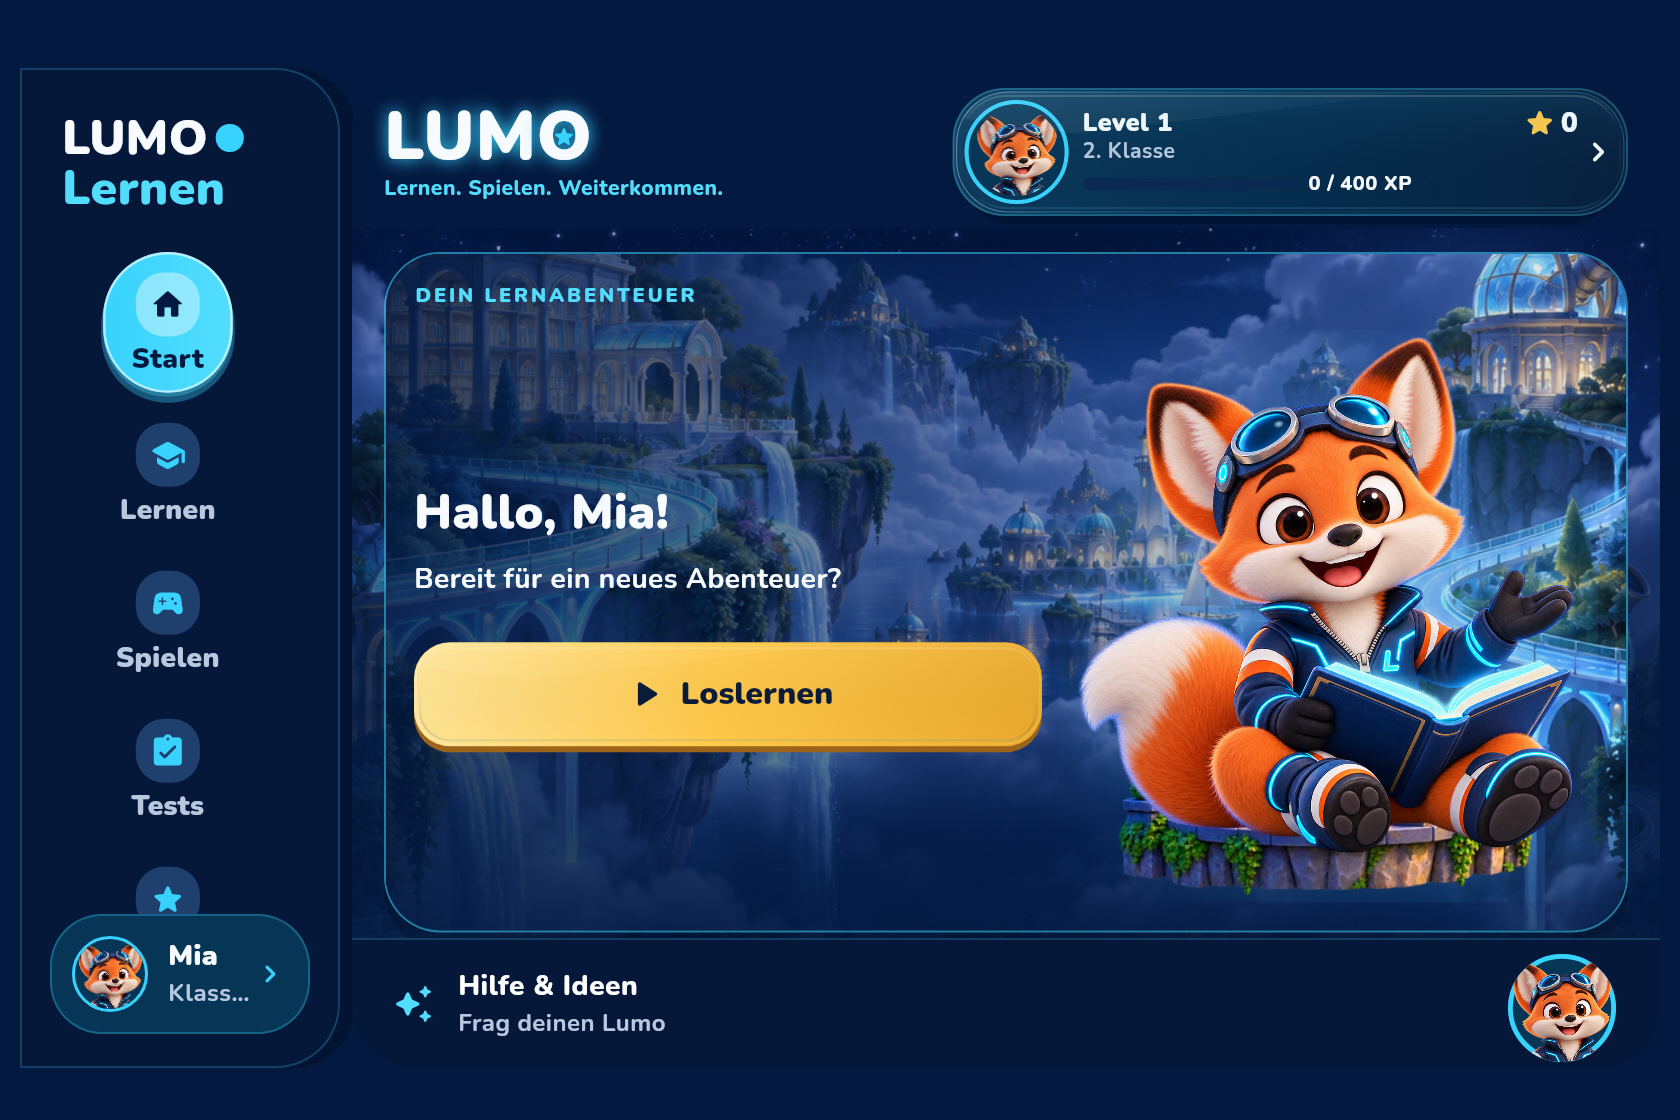 LUMO
Lernen
Start
Lernen
Spielen
Tests
Mia
Klass...
LUMO
Lernen. Spielen. Weiterkommen.
Level 1
2. Klasse
0
0 / 400 XP
DEIN LERNABENTEUER
Hallo, Mia!
Bereit für ein neues Abenteuer?
Loslernen
Hilfe & Ideen
Frag deinen Lumo